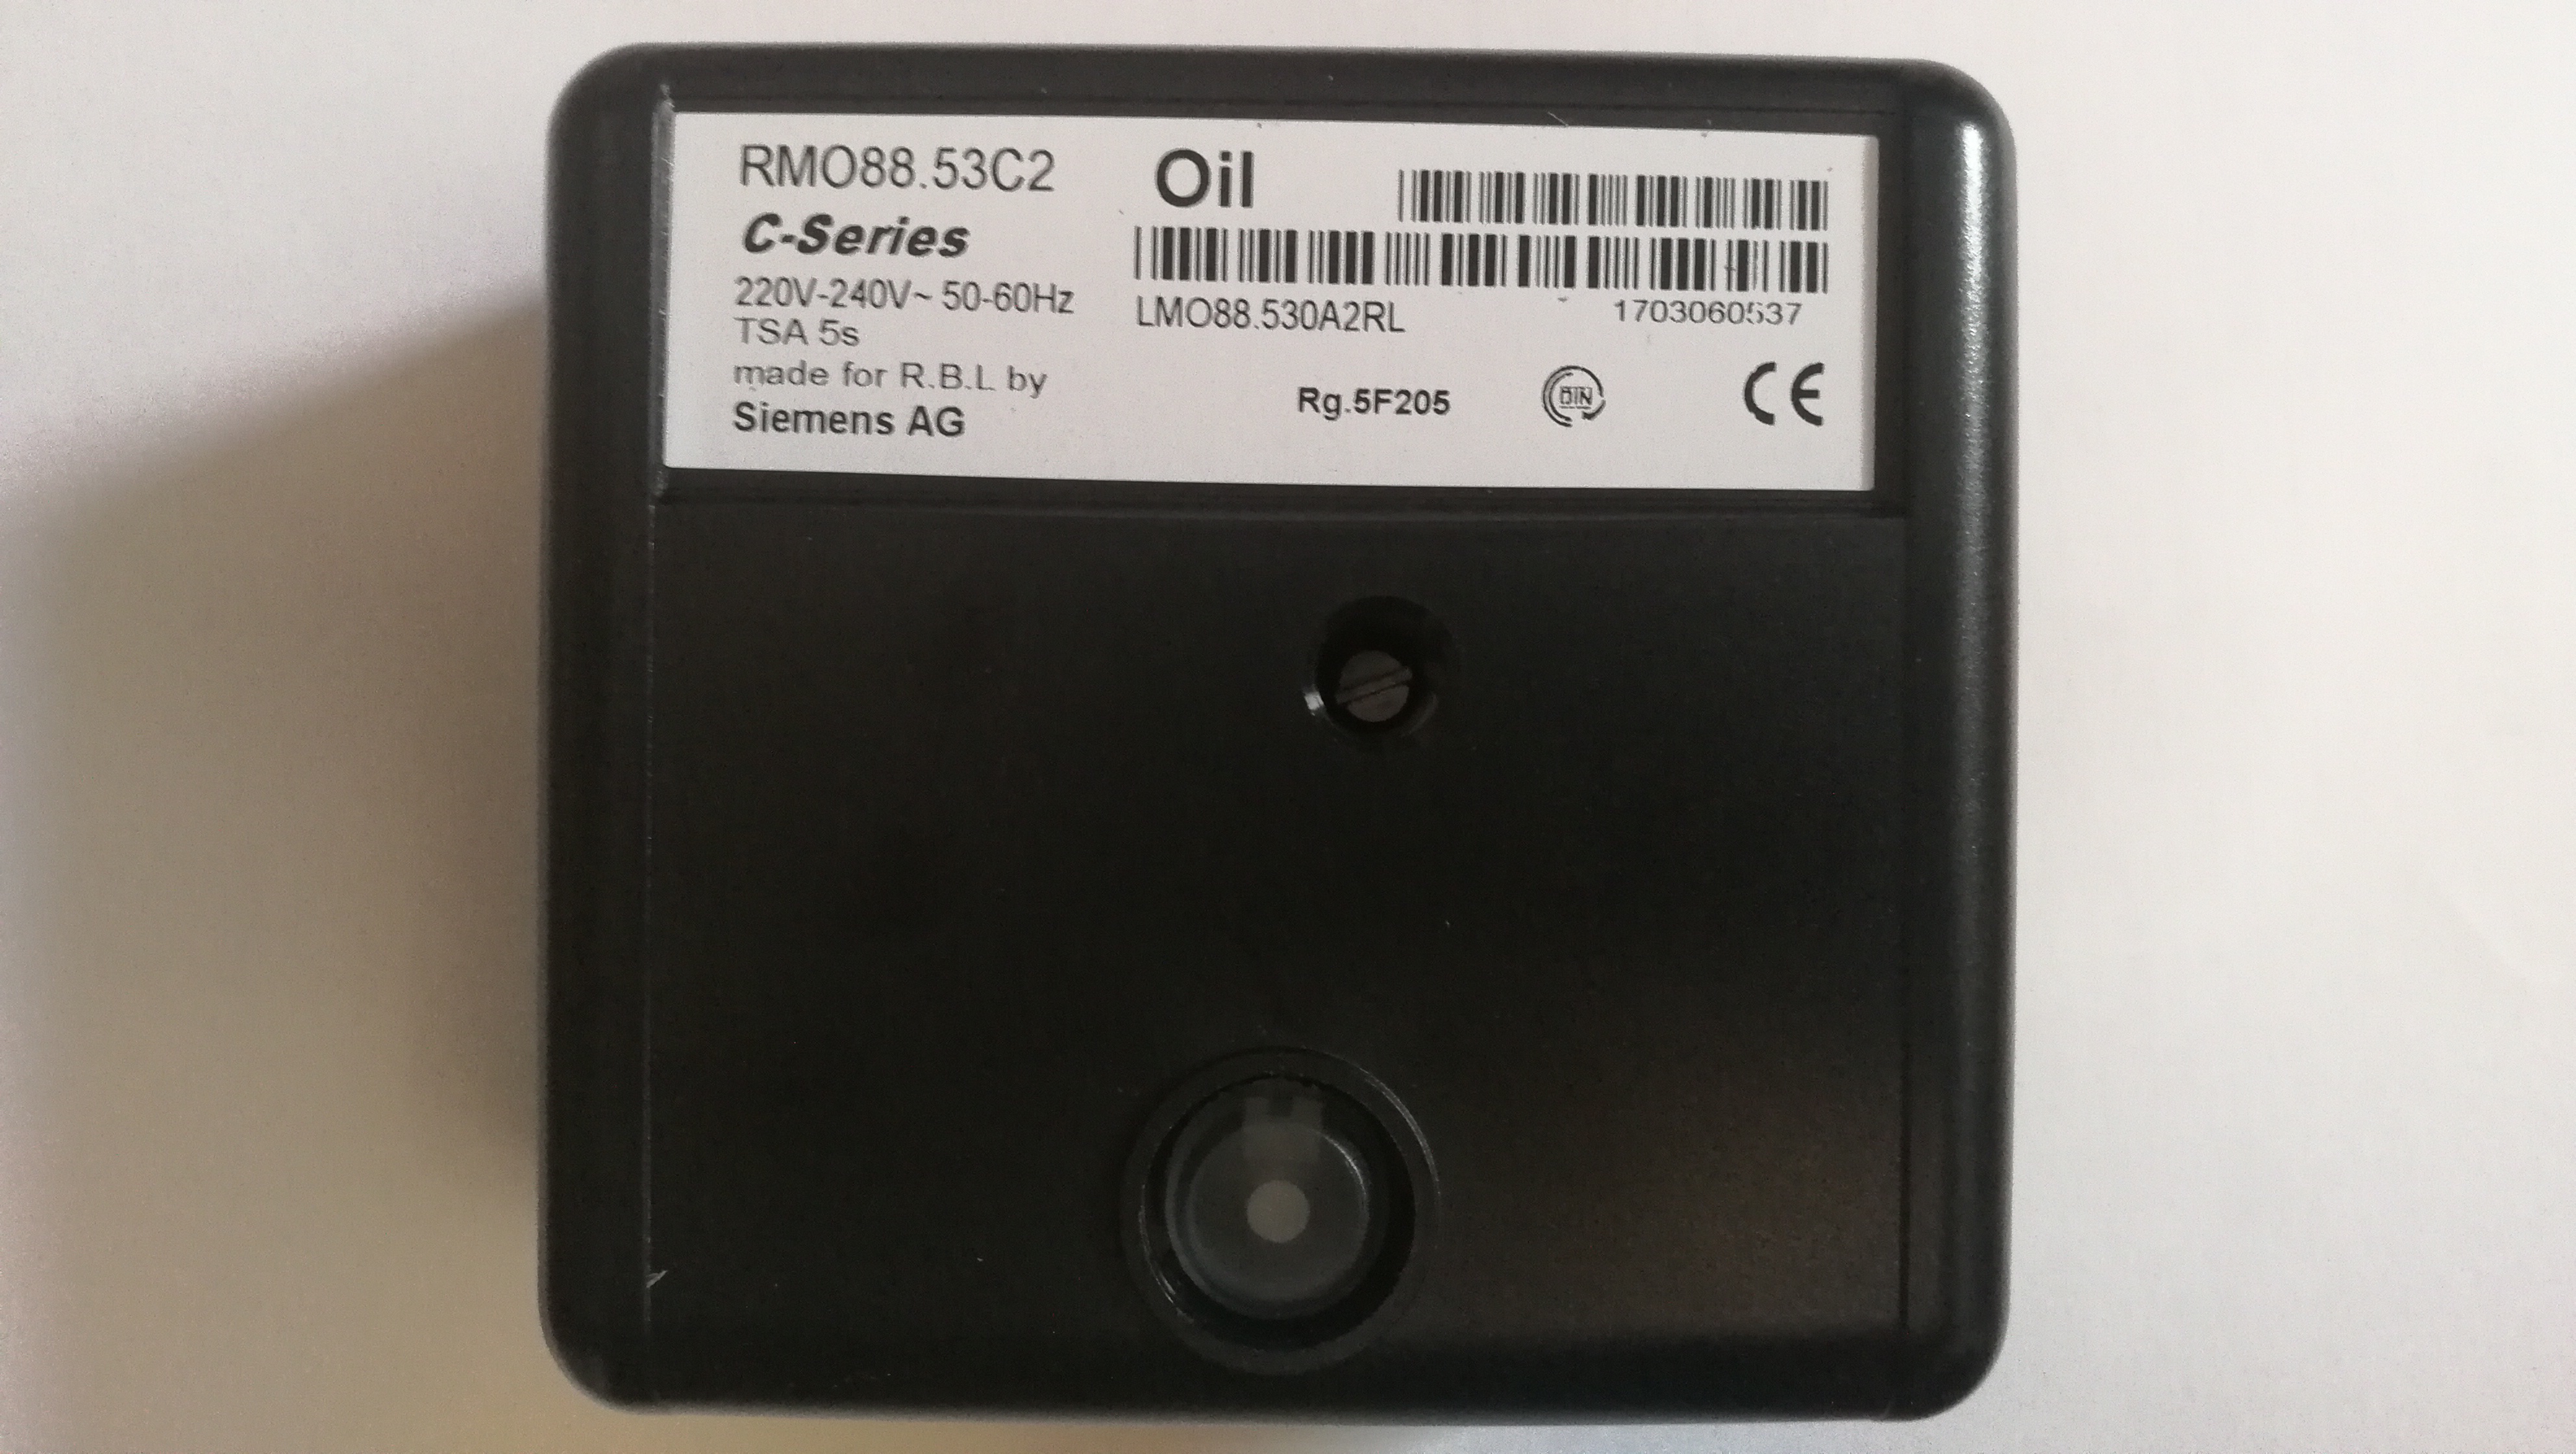 RMO88.53C2 Oil
C-Series
220V-240V~ 50-60Hz
TSA 5s
LMO88.530A2RL 1703060537
made for R.B.L by
Siemens AG
Rg.5F205
DIN
CE